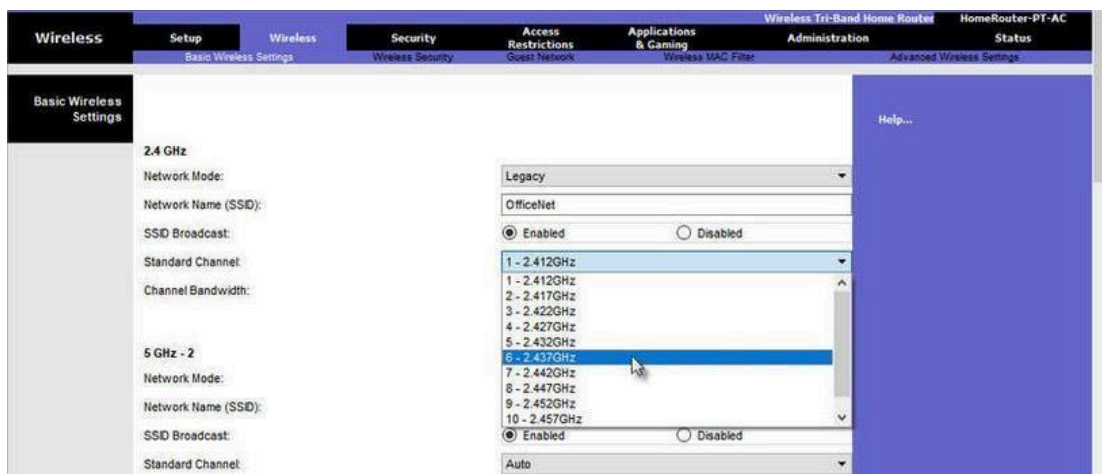 Wireless Tri-Band Home Router HomeRouter-PT-AC
Wireless Setup Wireless Security Access Restrictions Applications & Gaming Administration Status
Basic Wireless Settings Wireless Security Guest Network Wireless MAC Filter Advanced Wireless Settings
Basic Wireless
Settings
Help...
2.4 GHz
Network Mode: Legacy
Network Name (SSID): OfficeNet
SSID Broadcast: Enabled Disabled
Standard Channel: 1 - 2.412GHz
1 - 2.412GHz
Channel Bandwidth:
2 - 2.417GHz
3 - 2.422GHz
4 - 2.427GHz
5 - 2.432GHz
5 GHz - 2
6 - 2.437GHz
Network Mode:
7 - 2.442GHz
8 - 2.447GHz
Network Name (SSID):
9 - 2.452GHz
10 - 2.457GHz
SSID Broadcast: Enabled Disabled
Standard Channel: Auto